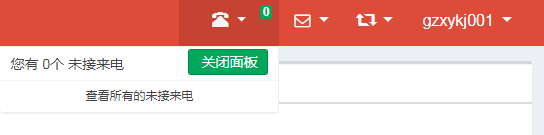 0
gzxykj001
您有 0个 未接来电
关闭面板
查看所有的未接来电